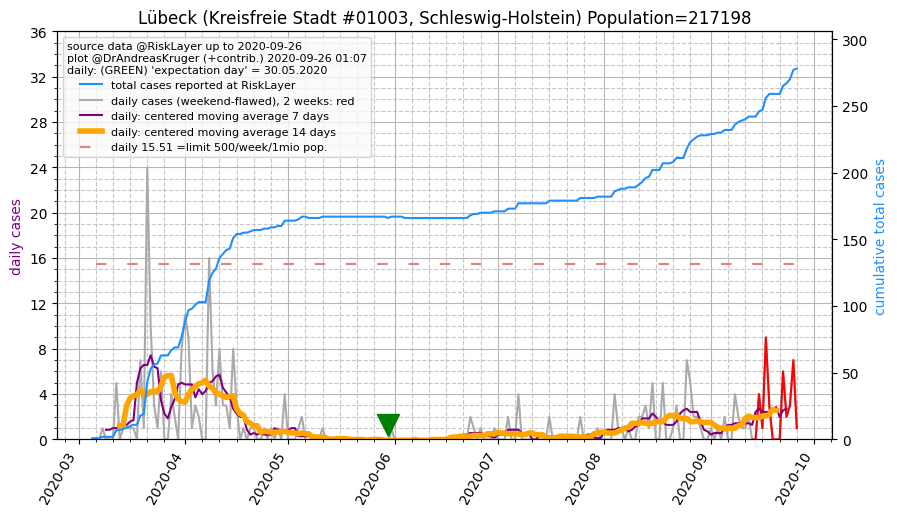 Lübeck (Kreisfreie Stadt #01003, Schleswig-Holstein) Population=217198
source data @RiskLayer up to 2020-09-26
plot @DrAndreasKruger (+contrib.) 2020-09-26 01:07
daily: (GREEN) 'expectation day' = 30.05.2020
total cases reported at RiskLayer
daily cases (weekend-flawed), 2 weeks: red
daily: centered moving average 7 days
daily: centered moving average 14 days
daily 15.51 =limit 500/week/1mio pop.
daily cases
36
32
28
24
20
16
12
8
4
0
cumulative total cases
300
250
200
150
100
50
0
2020-03
2020-04
2020-05
2020-06
2020-07
2020-08
2020-09
2020-10